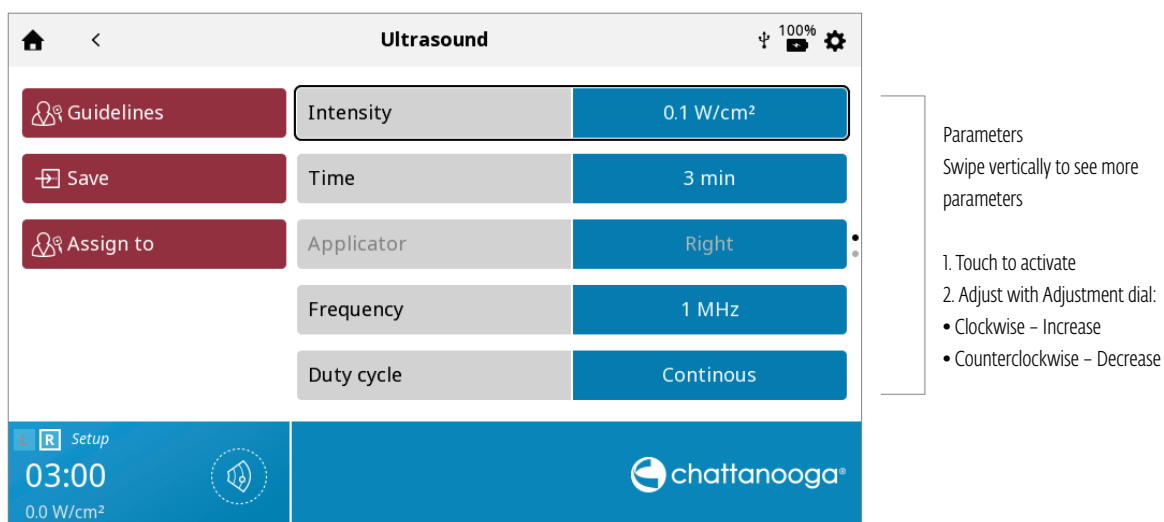 Ultrasound
100%
Guidelines
Intensity
0.1 W/cm²
Save
Time
3 min
Assign to
Applicator
Right
Frequency
1 MHz
Duty cycle
Continous
L R Setup
03:00
0.0 W/cm²
chattanooga®
Parameters
Swipe vertically to see more
parameters
1. Touch to activate
2. Adjust with Adjustment dial:
• Clockwise – Increase
• Counterclockwise – Decrease